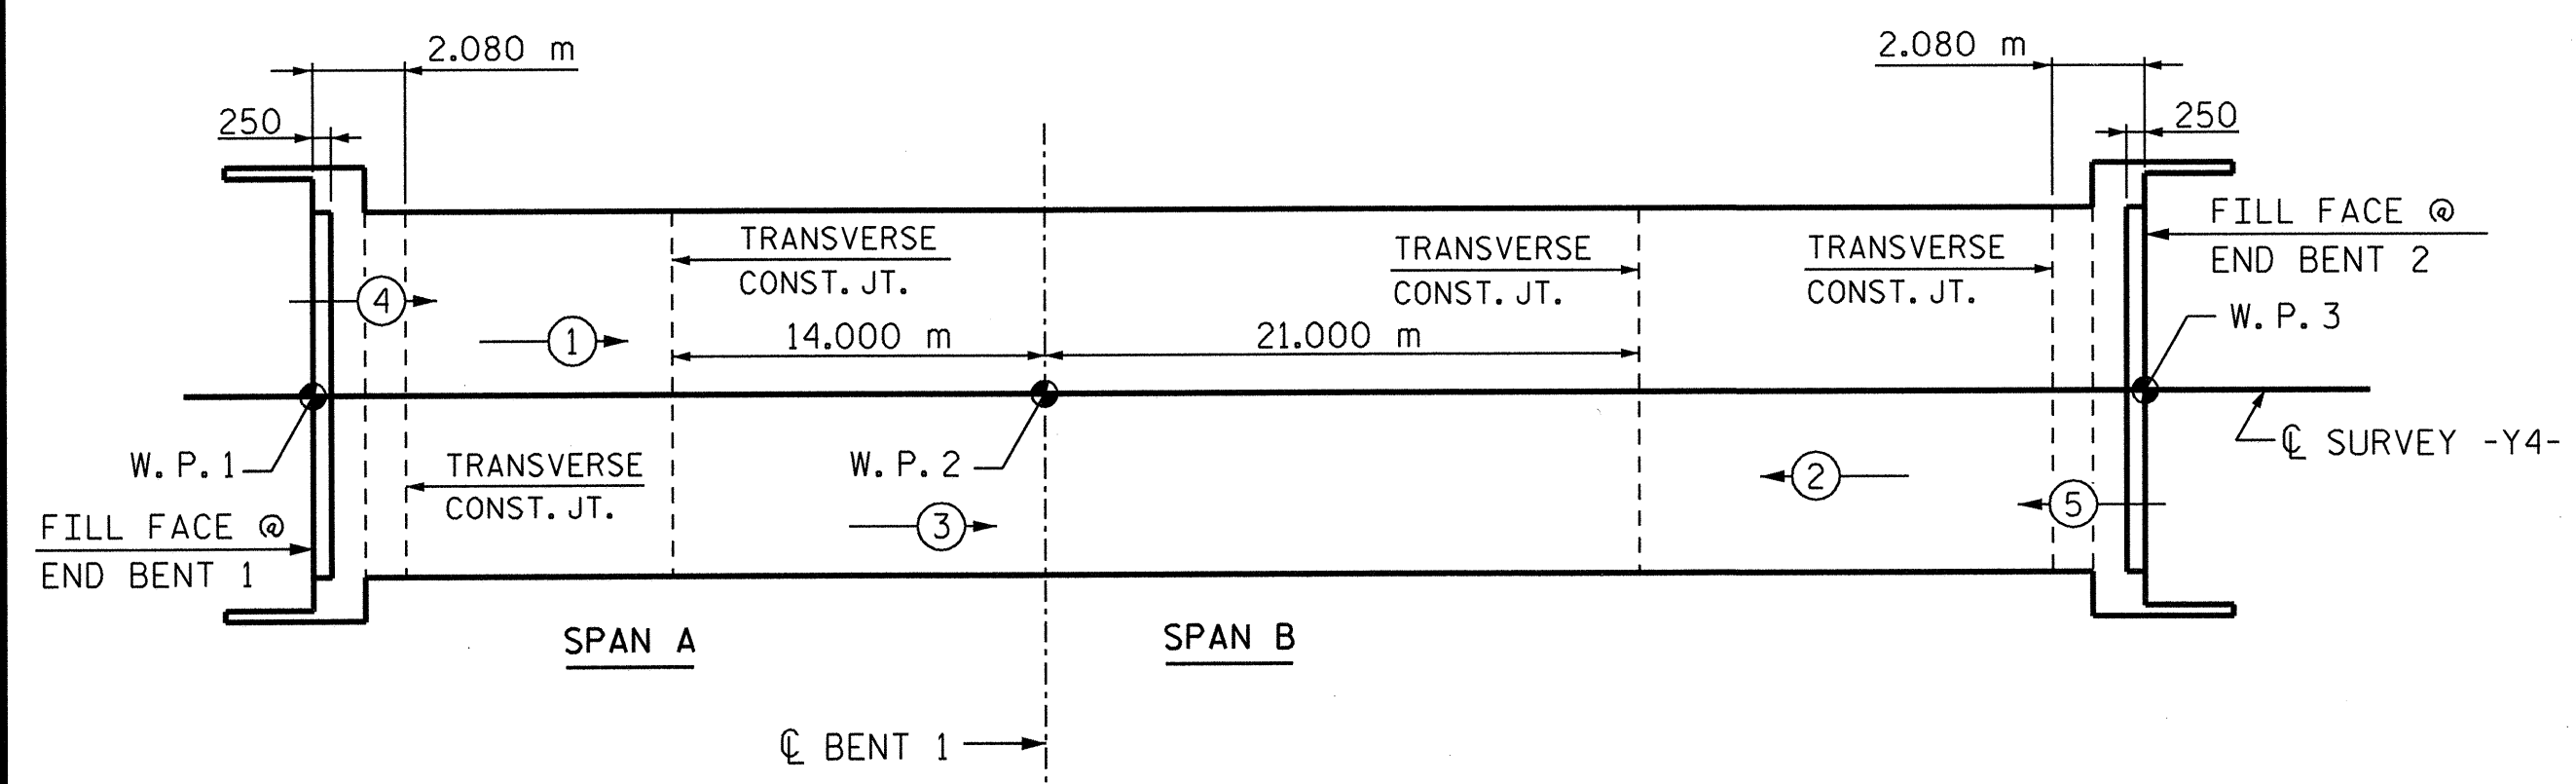 2.080 m
2.080 m
250
250
TRANSVERSE
CONST. JT.
TRANSVERSE
CONST. JT.
TRANSVERSE
CONST. JT.
FILL FACE @
END BENT 2
4
1
14.000 m
21.000 m
W. P. 3
W. P. 1
TRANSVERSE
CONST. JT.
W. P. 2
2
5
3
℄ SURVEY -Y4-
FILL FACE @
END BENT 1
SPAN A
SPAN B
℄ BENT 1